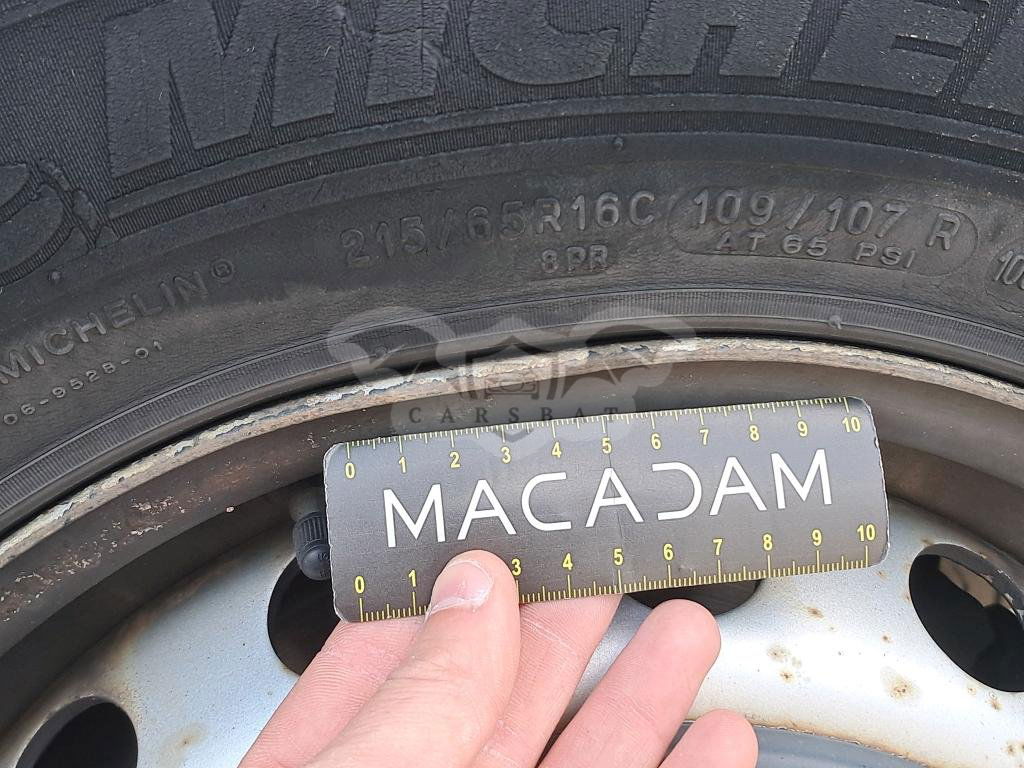 MICHELIN
215/65R16C 109/107 R
8PR AT 65 PSI
MICHELIN®
06-9528-01
CARSBAT
0 1 2 3 4 5 6 7 8 9 10
MACADAM
0 1 3 4 5 6 7 8 9 10